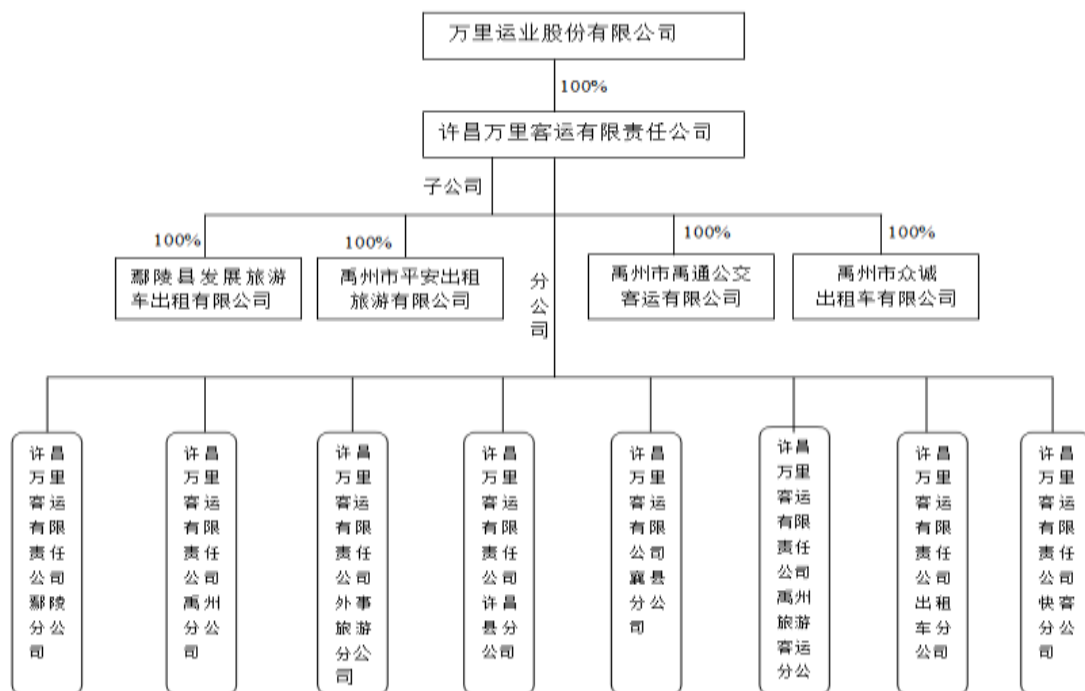 万里运业股份有限公司
100%
许昌万里客运有限责任公司
子公司
100%
100%
100%
100%
鄢陵县发展旅游
车出租有限公司
禹州市平安出租
旅游有限公司
禹州市禹通公交
客运有限公司
禹州市众诚
出租车有限公司
分
公
司
许昌
万里
客运
有限
责任
公司
鄢陵
分公
司
许昌
万里
客运
有限
责任
公司
禹州
分公
司
许昌
万里
客运
有限
责任
公司
外事
旅游
分公
司
许昌
万里
客运
有限
责任
公司
许昌
县分
公司
许昌
万里
客运
有限
公司
襄县
分公
司
许昌
万里
客运
有限
责任
公司
禹州
旅游
客运
分公
许昌
万里
客运
有限
责任
公司
出租
车分
公司
许昌
万里
客运
有限
责任
公司
快客
分公
司